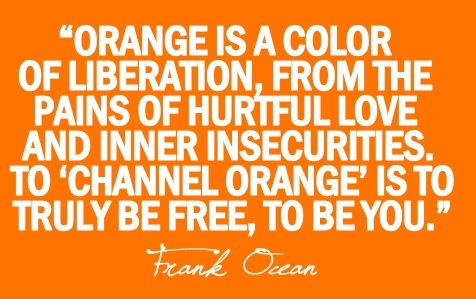 “ORANGE IS A COLOR
OF LIBERATION, FROM THE
PAINS OF HURTFUL LOVE
AND INNER INSECURITIES.
TO ‘CHANNEL ORANGE’ IS TO
TRULY BE FREE, TO BE YOU.”
Frank Ocean